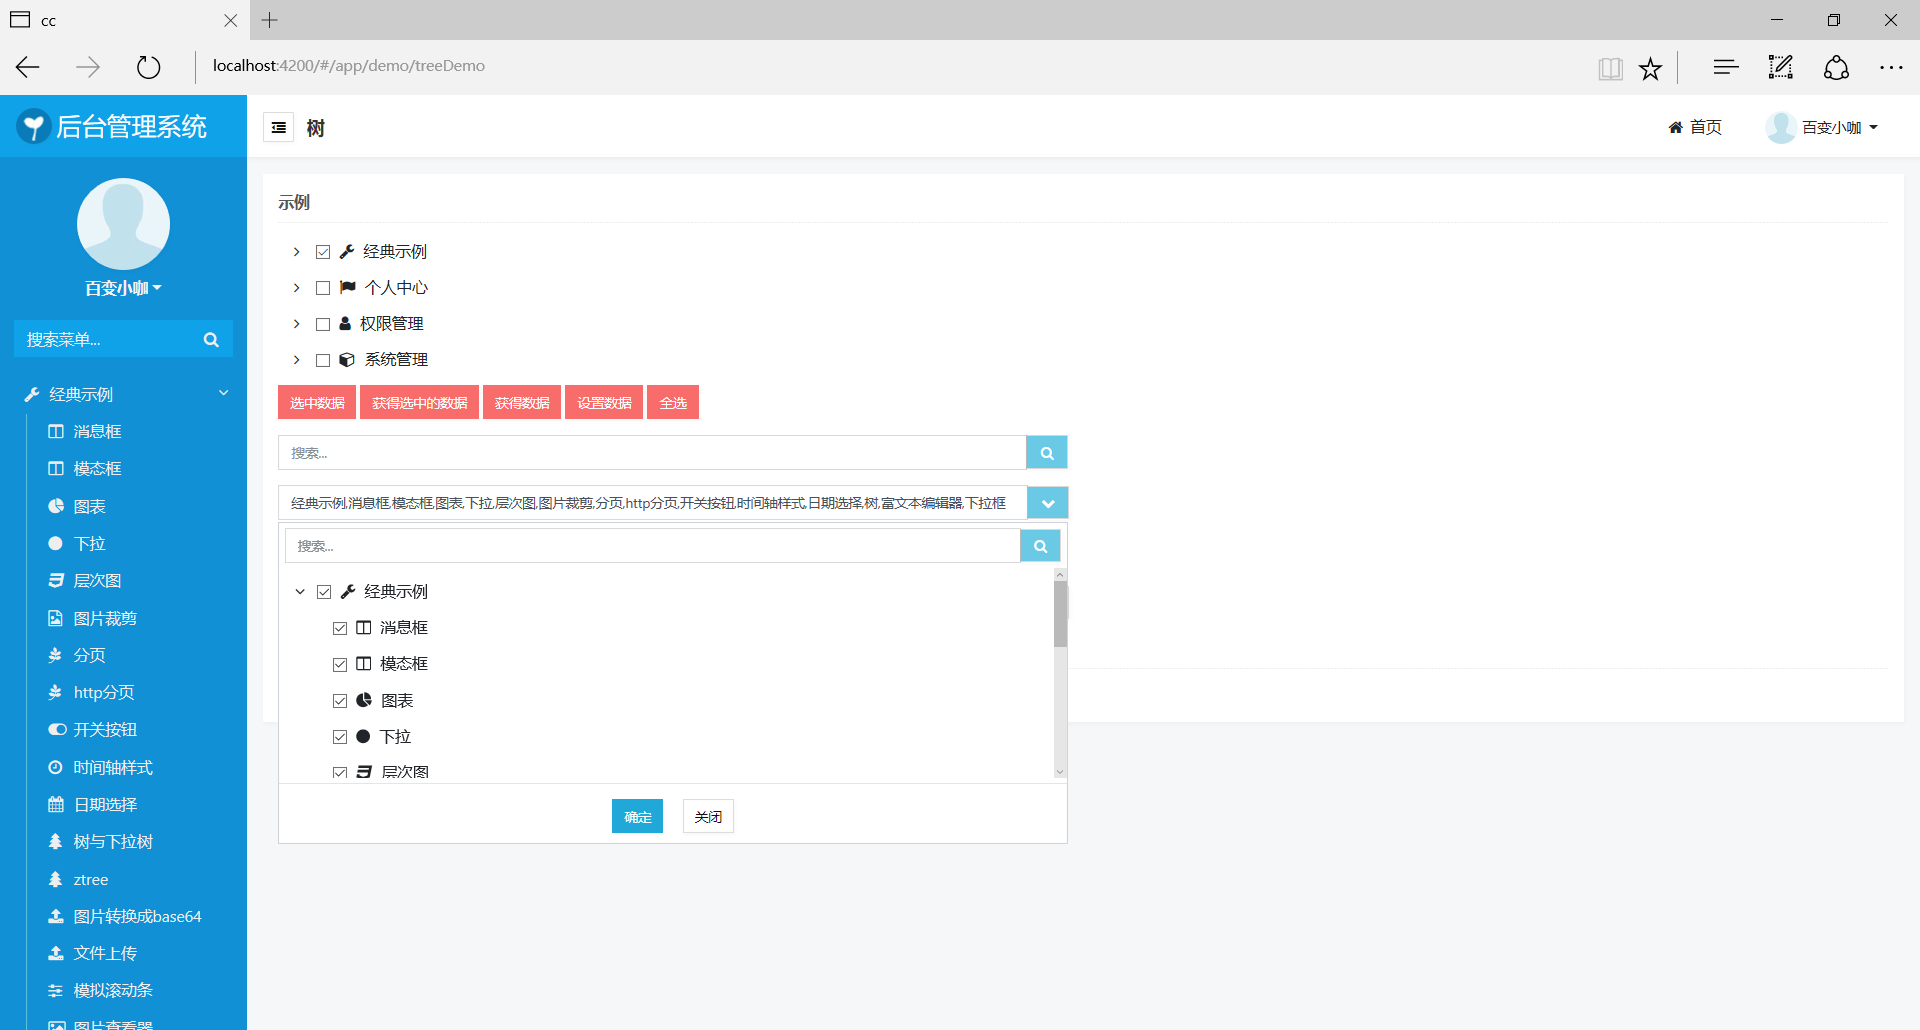 cc
localhost:4200/#/app/demo/treeDemo
后台管理系统
树
首页
百变小咖
百变小咖
搜索菜单...
经典示例
消息框
模态框
图表
下拉
层次图
图片裁剪
分页
http分页
开关按钮
时间轴样式
日期选择
树与下拉树
ztree
图片转换成base64
文件上传
模拟滚动条
图片查看器
示例
经典示例
个人中心
权限管理
系统管理
选中数据 获得选中的数据 获得数据 设置数据 全选
搜索...
经典示例,消息框,模态框,图表,下拉,层次图,图片裁剪,分页,http分页,开关按钮,时间轴样式,日期选择,树,富文本编辑器,下拉框
搜索...
经典示例
消息框
模态框
图表
下拉
层次图
确定 关闭